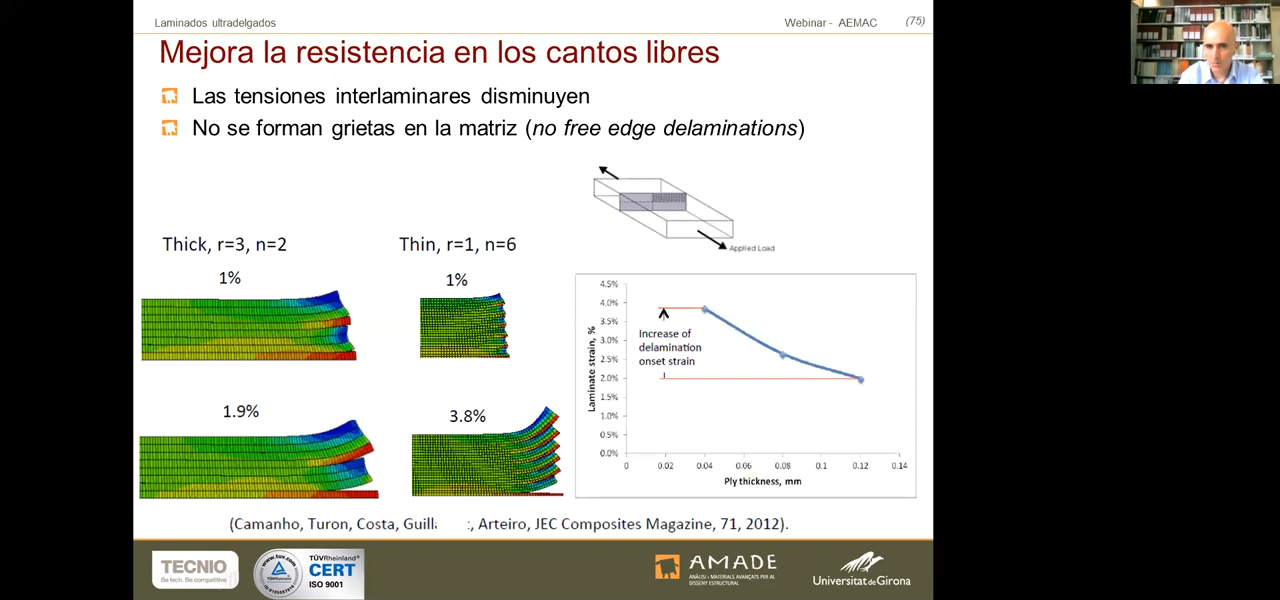 Laminados ultradelgados
Webinar - AEMAC
(75)
Mejora la resistencia en los cantos libres
Las tensiones interlaminares disminuyen
No se forman grietas en la matriz (no free edge delaminations)
Applied Load
Thick, r=3, n=2
Thin, r=1, n=6
1%
1%
1.9%
3.8%
4.5%
4.0%
3.5%
3.0%
2.5%
2.0%
1.5%
1.0%
0.5%
0.0%
Laminate strain, %
Increase of
delamination
onset strain
0 0.02 0.04 0.06 0.08 0.1 0.12 0.14
Ply thickness, mm
(Camanho, Turon, Costa, Arteiro, JEC Composites Magazine, 71, 2012).
TECNIO
Be tech. Be competitive
www.tuv.com
TÜVRheinland
TÜVRheinland®
CERT
ISO 9001
AMADE
ANÀLISI I MATERIALS AVANÇATS PER AL
DISSENY ESTRUCTURAL
Universitat de Girona